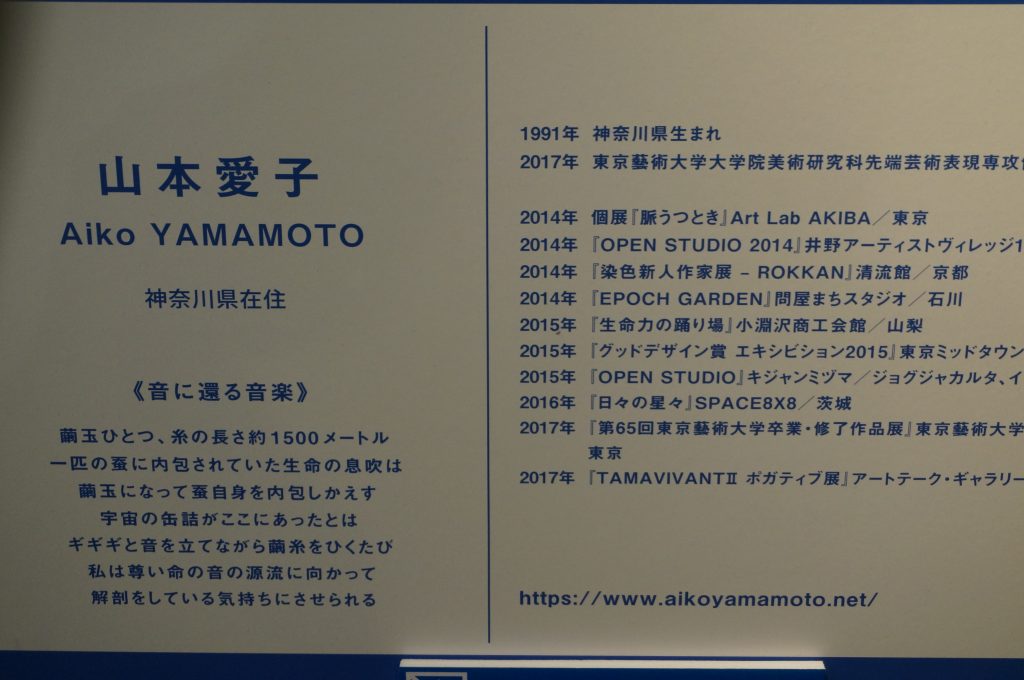 山本愛子
Aiko YAMAMOTO
神奈川県在住
《音に還る音楽》
繭玉ひとつ、糸の長さ約1500メートル
一匹の蚕に内包されていた生命の息吹は
繭玉になって蚕自身を内包しかえす
宇宙の缶詰がここにあったとは
ギギギと音を立てながら繭糸をひくたび
私は尊い命の音の源流に向かって
解剖をしている気持ちにさせられる
1991年 神奈川県生まれ
2017年 東京藝術大学大学院美術研究科先端芸術表現専攻
2014年 個展『脈うつとき』Art Lab AKIBA／東京
2014年 『OPEN STUDIO 2014』井野アーティストヴィレッジ1
2014年 『染色新人作家展 – ROKKAN』清流館／京都
2014年 『EPOCH GARDEN』問屋まちスタジオ／石川
2015年 『生命力の踊り場』小淵沢商工会館／山梨
2015年 『グッドデザイン賞 エキシビション2015』東京ミッドタウン
2015年 『OPEN STUDIO』キジャンミヅマ／ジョグジャカルタ、イ
2016年 『日々の星々』SPACE8X8／茨城
2017年 『第65回東京藝術大学卒業・修了作品展』東京藝術大学
東京
2017年 『TAMAVIVANTⅡ ポガティブ展』アートテーク・ギャラリー
https://www.aikoyamamoto.net/